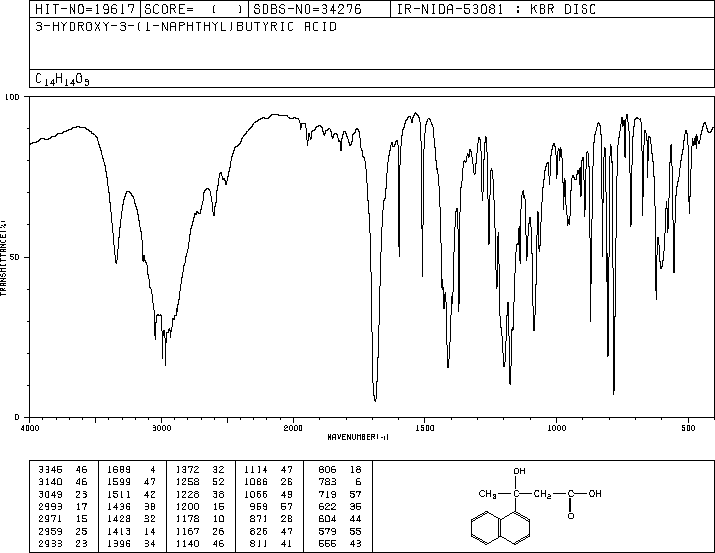 HIT-NO=19617 SCORE= ( ) SDBS-NO=34276 IR-NIDA-53081 : KBR DISC
3-HYDROXY-3-(1-NAPHTHYL)BUTYRIC ACID
C14H14O3
100
50
0
TRANSMITTANCE(%)
4000 3000 2000 1500 1000 500
WAVENUMBER(-1)
3345 46 1689 4 1372 32 1114 47 806 18
3140 46 1599 47 1258 52 1086 26 783 6
3049 23 1511 42 1228 38 1066 49 719 57
2993 17 1436 38 1200 15 959 57 622 35
2971 15 1428 32 1178 10 871 28 604 44
2959 25 1413 14 1167 26 826 47 579 55
2933 23 1396 34 1140 46 811 41 555 43
OH
CH3 C CH2 C OH
O